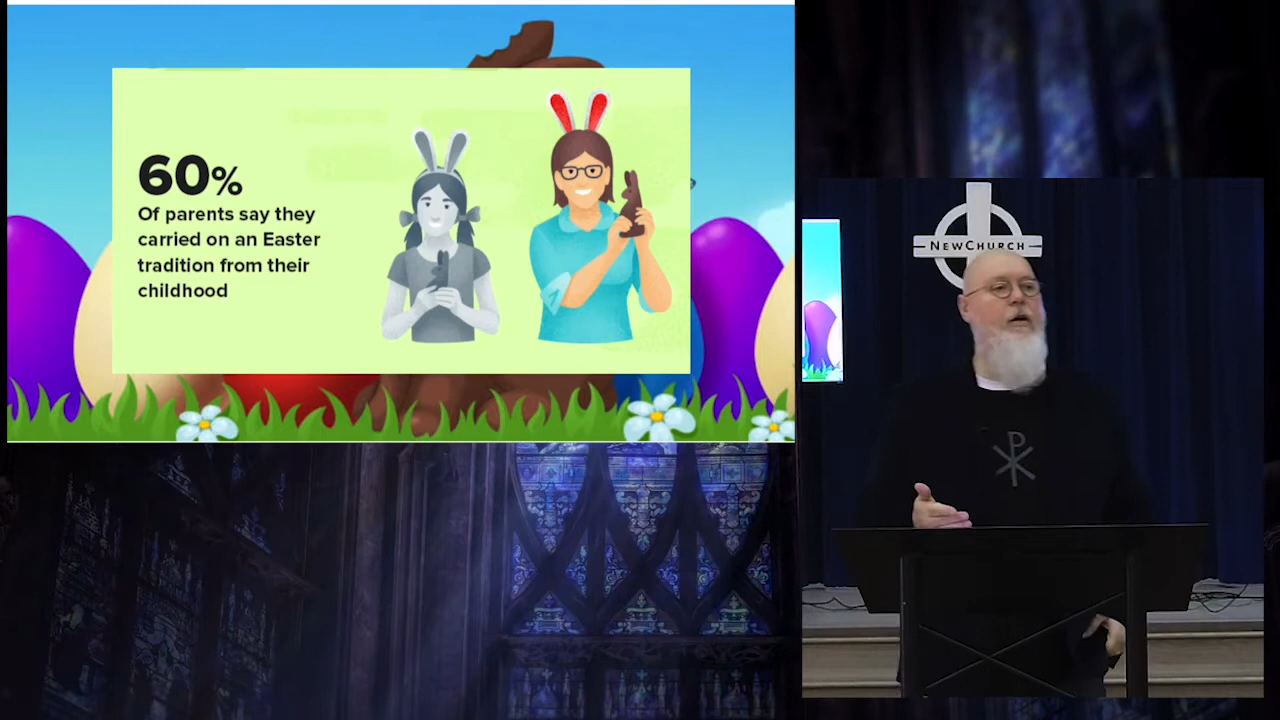 60%
Of parents say they
carried on an Easter
tradition from their
childhood
NEWCHURCH